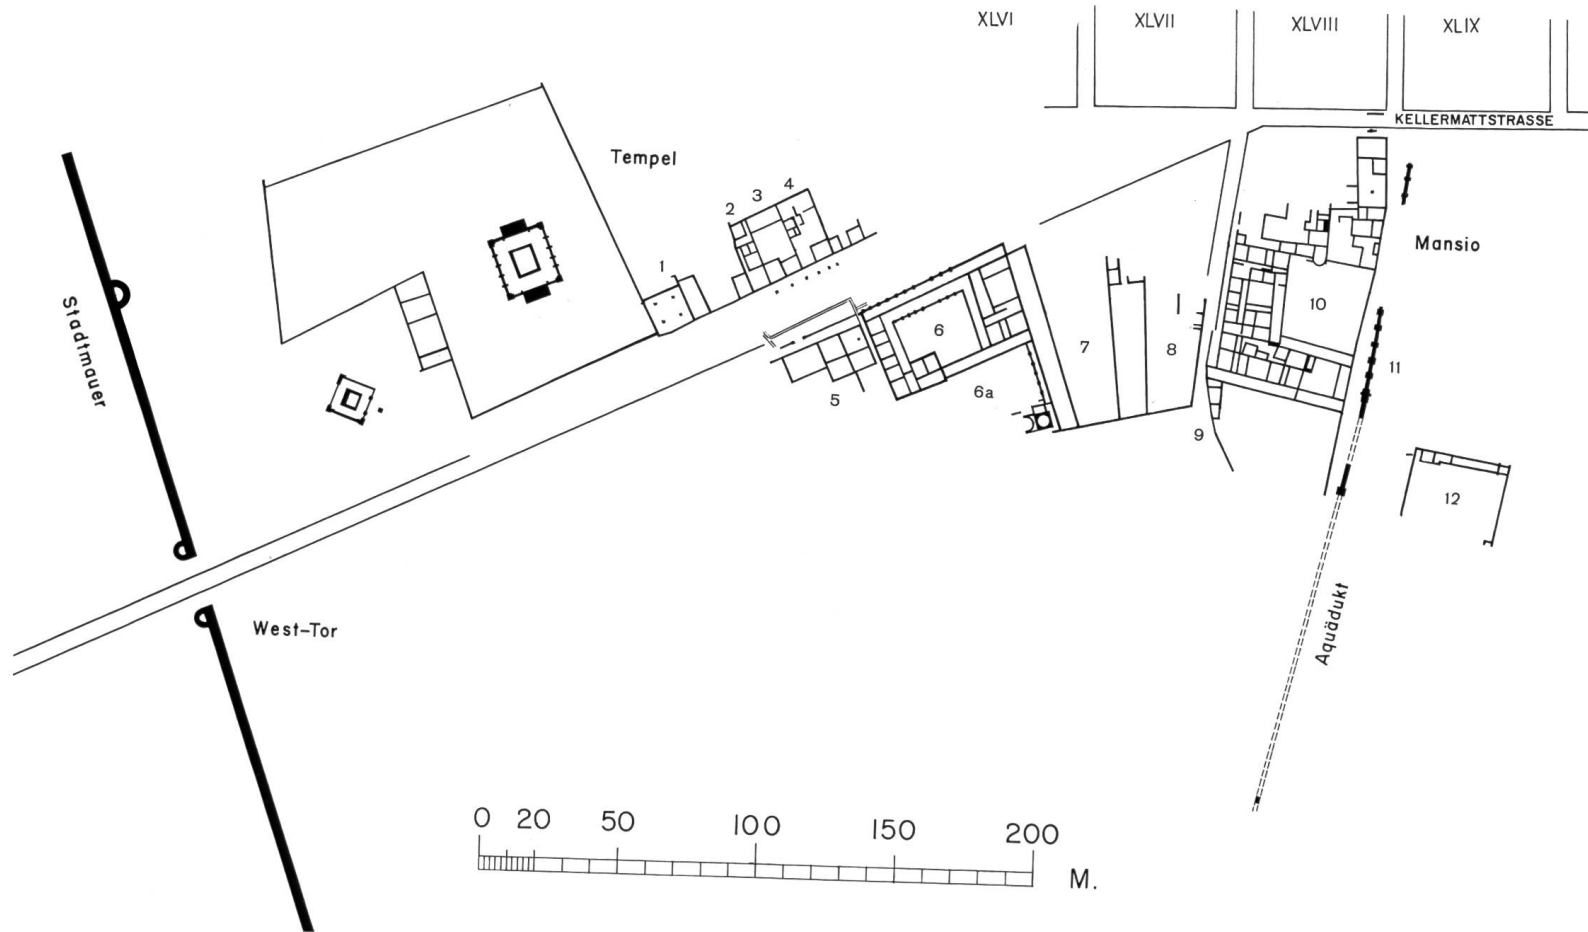 XLVI XLVII XLVIII XLIX
KELLERMATTSTRASSE
Tempel
2 3 4
1
Mansio
Stadtmauer
10
6
7
8
11
5
6a
9
12
West-Tor
Aquädukt
0 20 50 100 150 200
M.